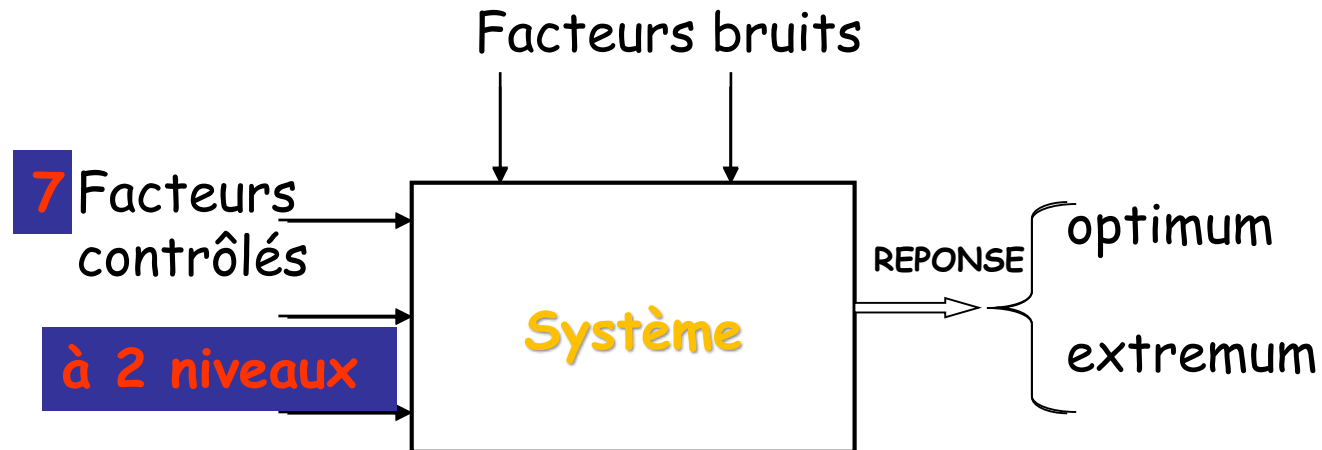 Facteurs bruits
7 Facteurs
contrôlés
à 2 niveaux
Système
REPONSE
optimum
extremum